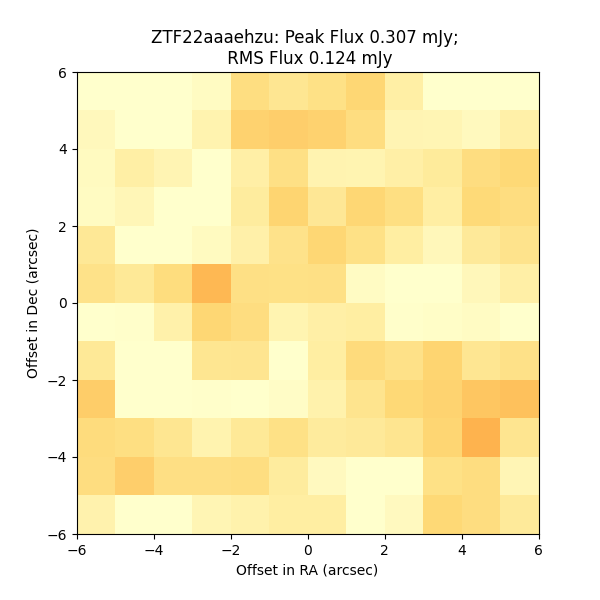 ZTF22aaaehzu: Peak Flux 0.307 mJy;
RMS Flux 0.124 mJy
6
4
2
0
−2
−4
−6
Offset in Dec (arcsec)
−6 −4 −2 0 2 4 6
Offset in RA (arcsec)